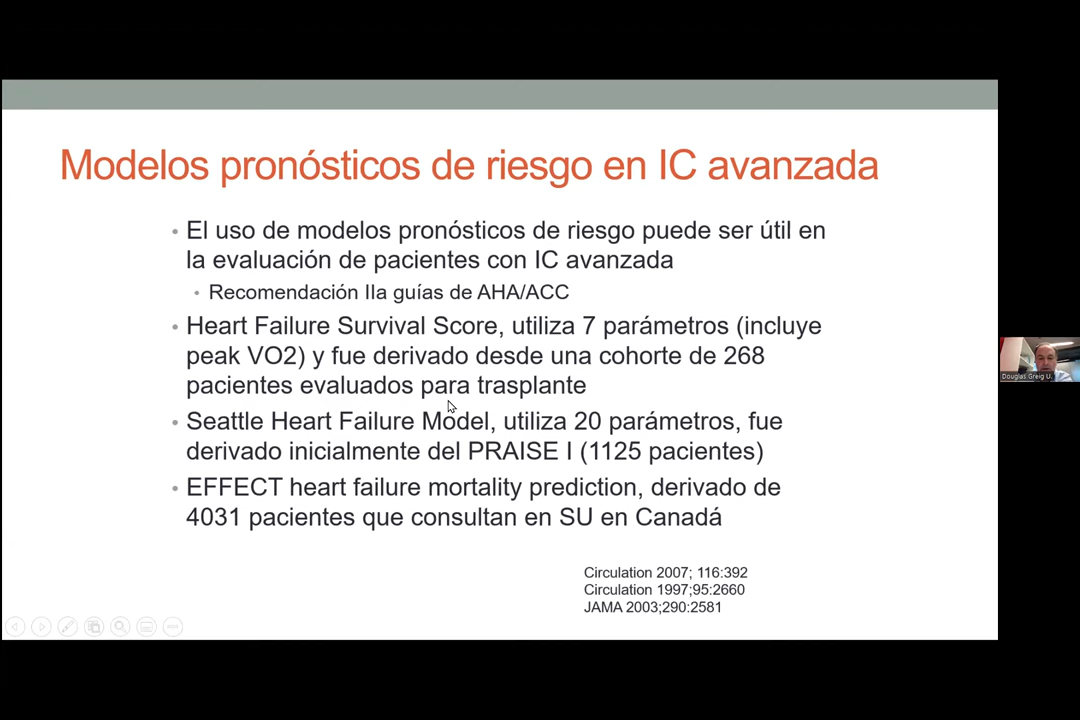 Modelos pronósticos de riesgo en IC avanzada
• El uso de modelos pronósticos de riesgo puede ser útil en
la evaluación de pacientes con IC avanzada
• Recomendación IIa guías de AHA/ACC
• Heart Failure Survival Score, utiliza 7 parámetros (incluye
peak VO2) y fue derivado desde una cohorte de 268
pacientes evaluados para trasplante
• Seattle Heart Failure Model, utiliza 20 parámetros, fue
derivado inicialmente del PRAISE I (1125 pacientes)
• EFFECT heart failure mortality prediction, derivado de
4031 pacientes que consultan en SU en Canadá
Circulation 2007; 116:392
Circulation 1997;95:2660
JAMA 2003;290:2581
Douglas Greig U.